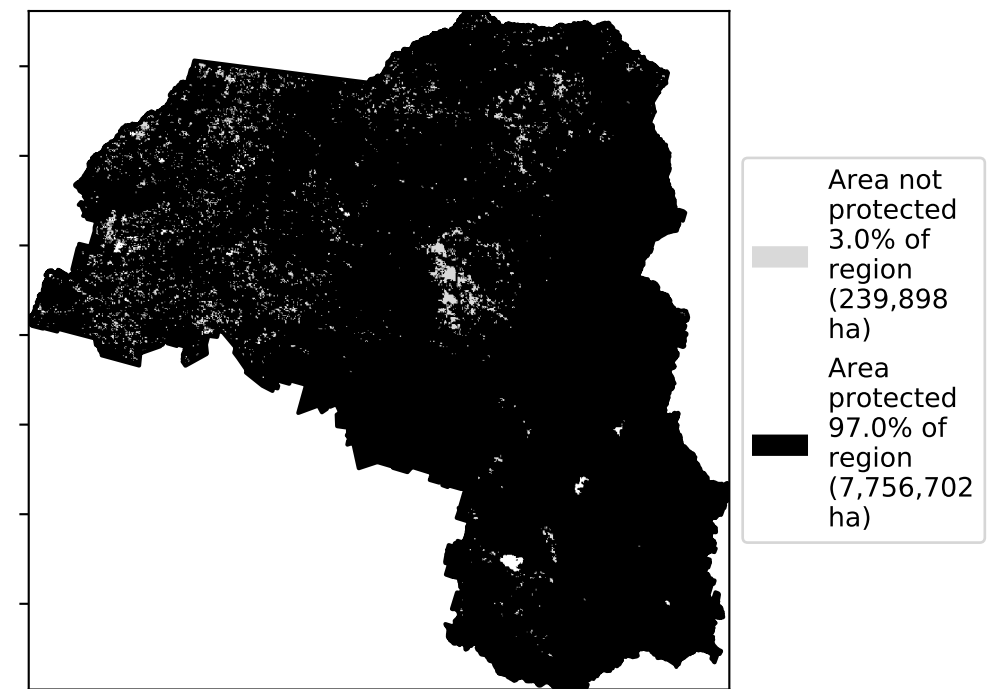 Area not
protected
3.0% of
region
(239,898
ha)
Area
protected
97.0% of
region
(7,756,702
ha)